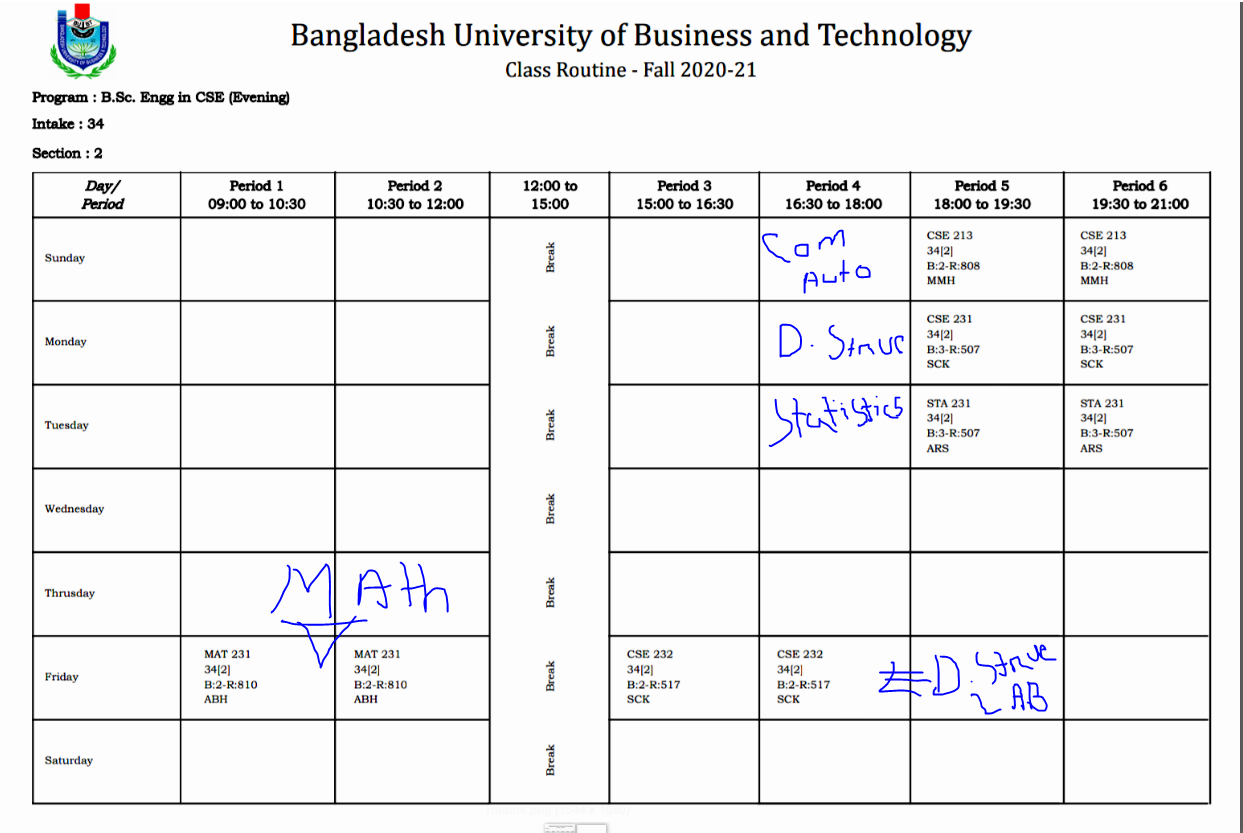 Bangladesh University of Business and Technology
Class Routine - Fall 2020-21
Program : B.Sc. Engg in CSE (Evening)
Intake : 34
Section : 2
Day/ Period
Period 1 09:00 to 10:30
Period 2 10:30 to 12:00
12:00 to 15:00
Period 3 15:00 to 16:30
Period 4 16:30 to 18:00
Period 5 18:00 to 19:30
Period 6 19:30 to 21:00
Sunday
Break
Com
Auto
CSE 213
34[2]
B:2-R:808
MMH
CSE 213
34[2]
B:2-R:808
MMH
Monday
Break
D. Struc
CSE 231
34[2]
B:3-R:507
SCK
CSE 231
34[2]
B:3-R:507
SCK
Tuesday
Break
Statistics
STA 231
34[2]
B:3-R:507
ARS
STA 231
34[2]
B:3-R:507
ARS
Wednesday
Break
Thrusday
MATh
Break
Friday
MAT 231
34[2]
B:2-R:810
ABH
MAT 231
34[2]
B:2-R:810
ABH
Break
CSE 232
34[2]
B:2-R:517
SCK
CSE 232
34[2]
B:2-R:517
SCK
D. Struc
LAB
Saturday
Break